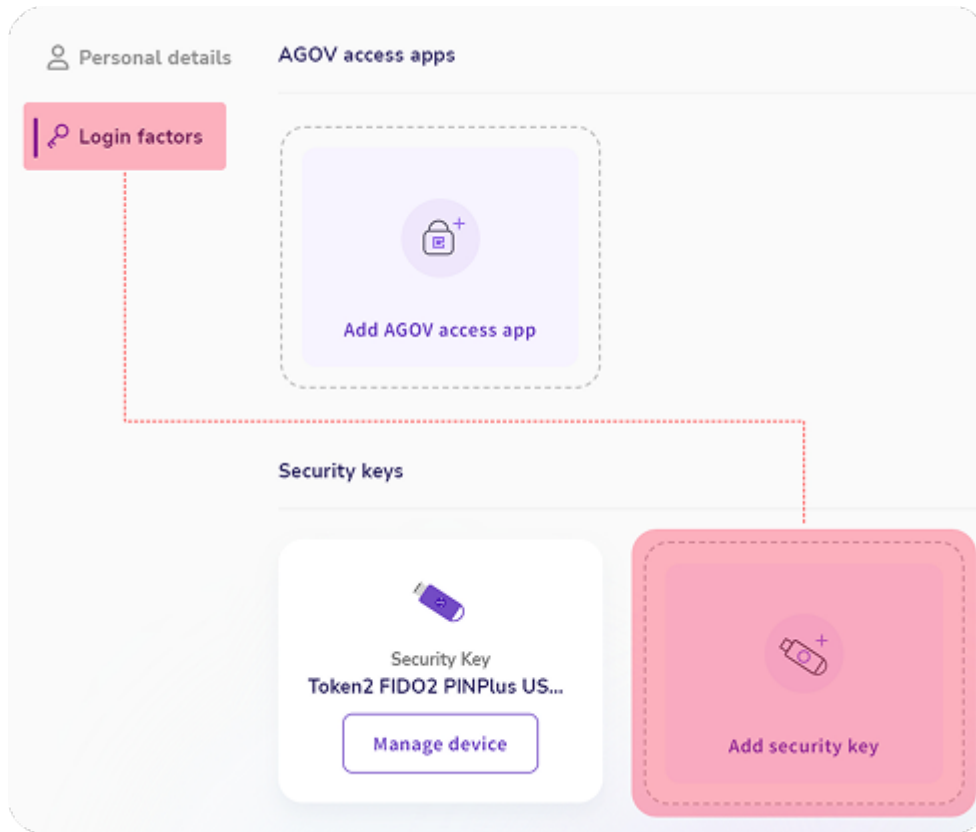 Personal details
AGOV access apps
Login factors
Add AGOV access app
Security keys
Security Key
Token2 FIDO2 PINPlus US...
Manage device
Add security key